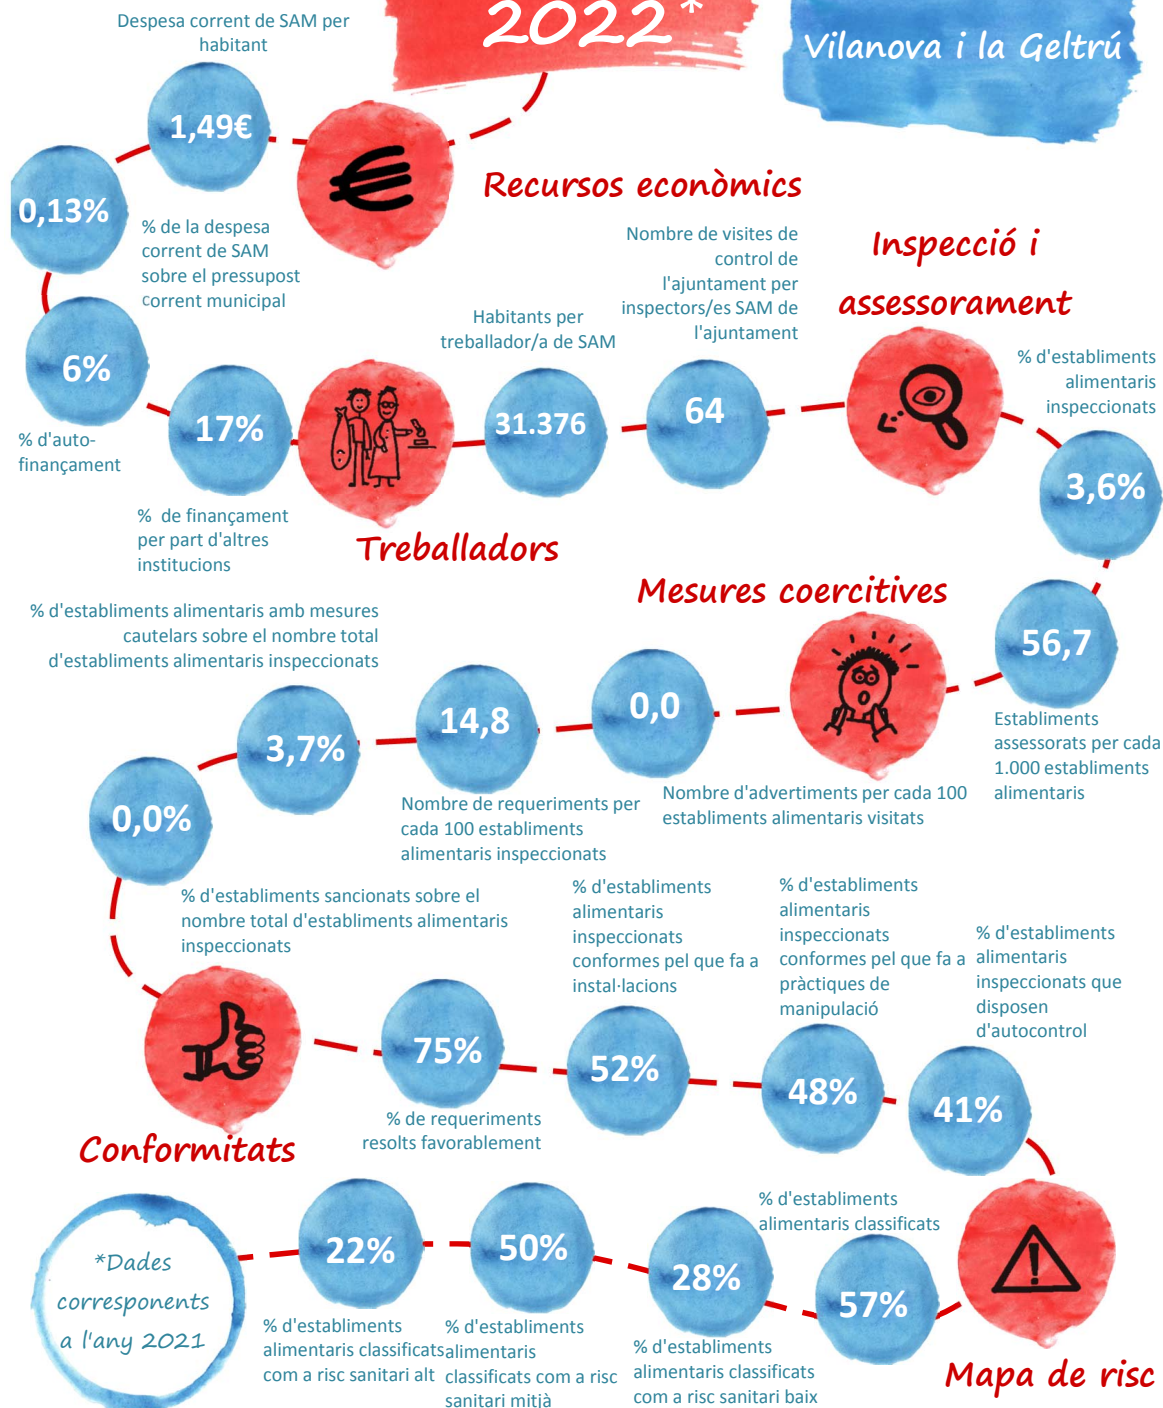 2022*
Vilanova i la Geltrú
Despesa corrent de SAM per
habitant
1,49€
Recursos econòmics
0,13%
% de la despesa
corrent de SAM
sobre el pressupost
corrent municipal
6%
% d'auto-
finançament
17%
% de finançament
per part d'altres
institucions
Treballadors
Habitants per
treballador/a de SAM
31.376
Nombre de visites de
control de
l'ajuntament per
inspectors/es SAM de
l'ajuntament
64
Inspecció i
assessorament
% d'establiments
alimentaris
inspeccionats
3,6%
56,7
Establiments
assessorats per cada
1.000 establiments
alimentaris
Mesures coercitives
0,0
Nombre d'advertiments per cada 100
establiments alimentaris visitats
14,8
Nombre de requeriments per
cada 100 establiments
alimentaris inspeccionats
% d'establiments alimentaris amb mesures
cautelars sobre el nombre total
d'establiments alimentaris inspeccionats
3,7%
0,0%
% d'establiments sancionats sobre el
nombre total d'establiments alimentaris
inspeccionats
Conformitats
75%
% de requeriments
resolts favorablement
% d'establiments
alimentaris
inspeccionats
conformes pel que fa a
instal·lacions
52%
% d'establiments
alimentaris
inspeccionats
conformes pel que fa a
pràctiques de
manipulació
48%
% d'establiments
alimentaris
inspeccionats que
disposen
d'autocontrol
41%
Mapa de risc
% d'establiments
alimentaris classificats
57%
28%
% d'establiments
alimentaris classificats
com a risc sanitari baix
50%
% d'establiments
alimentaris
classificats com a risc
sanitari mitjà
22%
% d'establiments
alimentaris classificats
com a risc sanitari alt
*Dades
corresponents
a l'any 2021